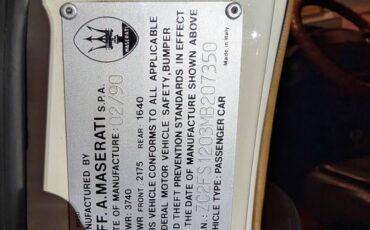 MANUFACTURED BY
OFF. A. MASERATI S.P.A.
DATE OF MANUFACTURE: 02/90
GVWR: 3740
GAWR FRONT 2175 REAR 1640
THIS VEHICLE CONFORMS TO ALL APPLICABLE
FEDERAL MOTOR VEHICLE SAFETY, BUMPER
AND THEFT PREVENTION STANDARDS IN EFFECT
ON THE DATE OF MANUFACTURE SHOWN ABOVE
ZC2FS1203MB207350
VEHICLE TYPE: PASSENGER CAR
MASERATI
Made in Italy